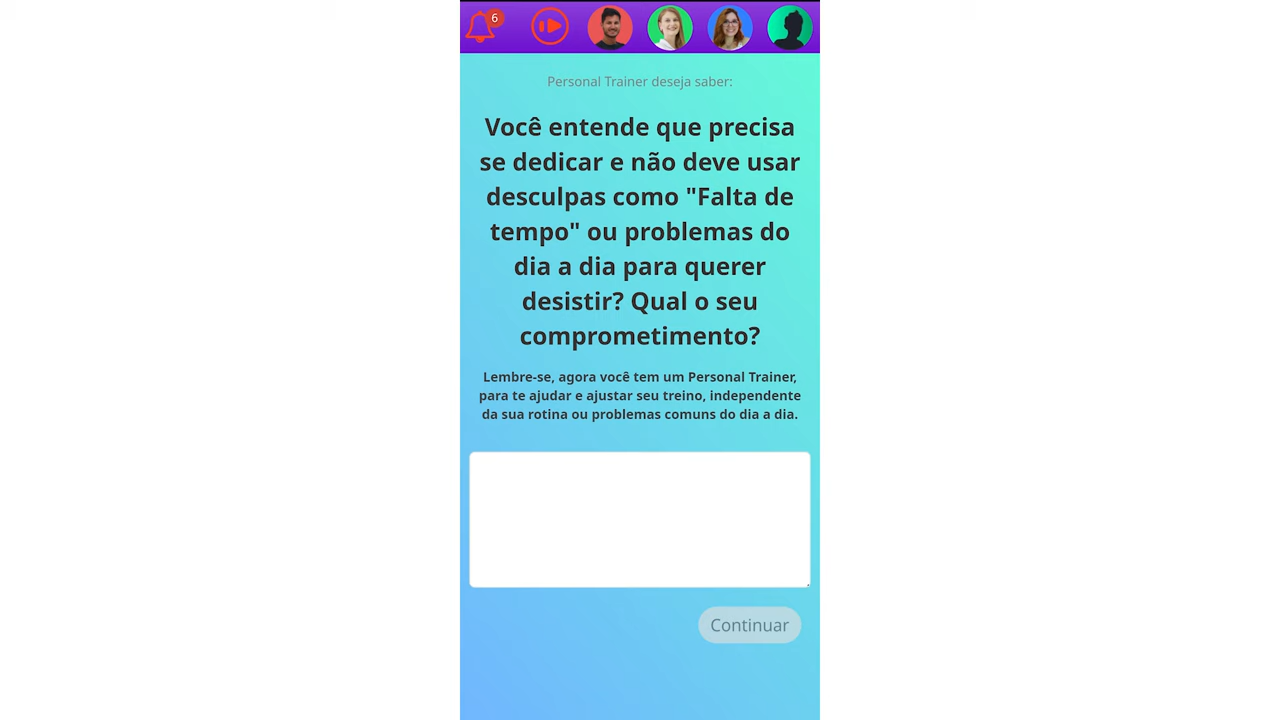 6
Personal Trainer deseja saber:
Você entende que precisa
se dedicar e não deve usar
desculpas como "Falta de
tempo" ou problemas do
dia a dia para querer
desistir? Qual o seu
comprometimento?
Lembre-se, agora você tem um Personal Trainer,
para te ajudar e ajustar seu treino, independente
da sua rotina ou problemas comuns do dia a dia.
Continuar